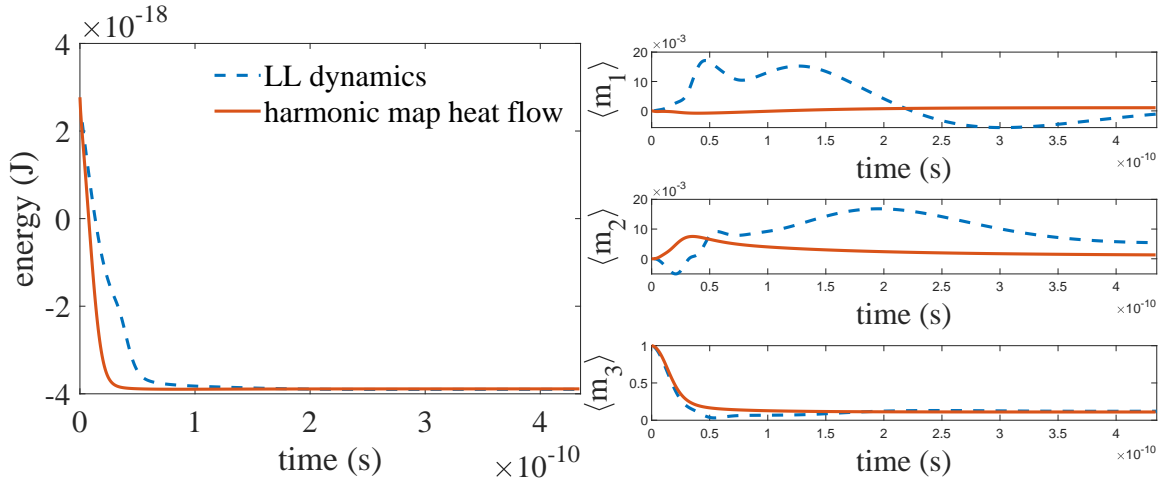 ×10⁻¹⁸
4
2
0
-2
-4
energy (J)
LL dynamics
harmonic map heat flow
0 1 2 3 4
time (s)
×10⁻¹⁰
×10⁻³
20
10
0
⟨m₁⟩
0 0.5 1 1.5 2 2.5 3 3.5 4
time (s)
×10⁻¹⁰
×10⁻³
20
10
0
⟨m₂⟩
0 0.5 1 1.5 2 2.5 3 3.5 4
time (s)
×10⁻¹⁰
1
0.5
0
⟨m₃⟩
0 0.5 1 1.5 2 2.5 3 3.5 4
time (s)
×10⁻¹⁰